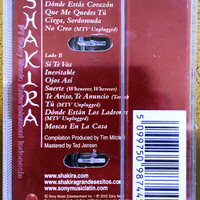 SHAKIRA
Dónde Estás Corazón
Que Me Quedes Tú
Ciega, Sordomuda
No Creo (MTV Unplugged)
Lado B
Si Te Vas
Inevitable
Ojos Así
Suerte (Whenever, Wherever)
Te Aviso, Te Anuncio
Tú (MTV Unplugged)
Dónde Están Los Ladrones
(MTV Unplugged)
Moscas En La Casa
Compilation Produced by Tim Mitchell
Mastered by Ted Jensen
www.shakira.com
www.shakiragrandesexitos.com
www.sonymusiclatin.com
5 099750 98744